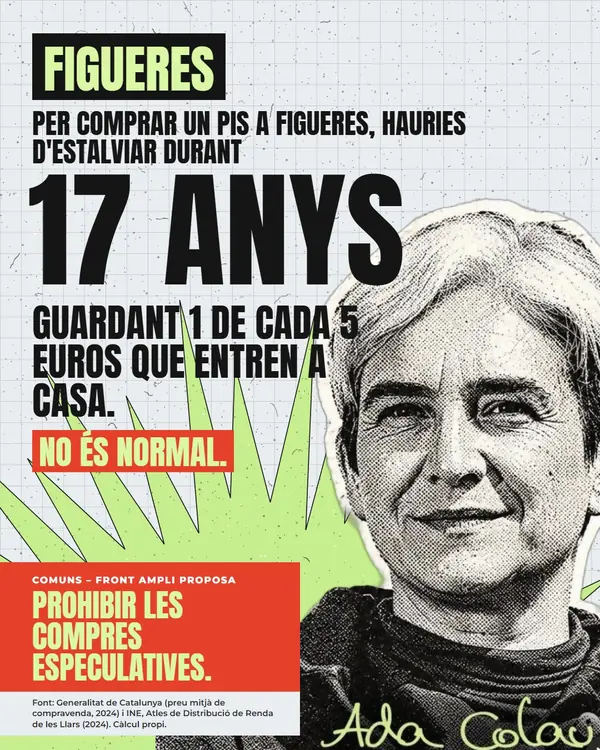 FIGUERES
PER COMPRAR UN PIS A FIGUERES, HAURIES
D'ESTALVIAR DURANT
17 ANYS
GUARDANT 1 DE CADA 5
EUROS QUE ENTREN A
CASA.
NO ÉS NORMAL.
COMUNS – FRONT AMPLI PROPOSA
PROHIBIR LES
COMPRES
ESPECULATIVES.
Font: Generalitat de Catalunya (preu mitjà de
compravenda, 2024) i INE, Atles de Distribució de Renda
de les Llars (2024). Càlcul propi.
Ada Colau